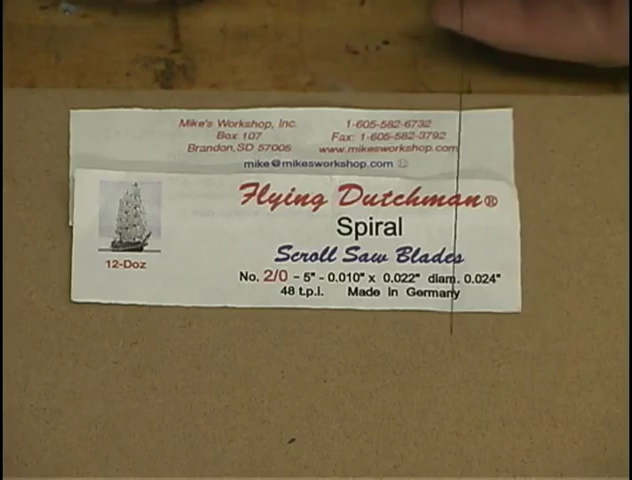 Mike's Workshop, Inc. 1-605-582-6732
Box 107 Fax: 1-605-582-3792
Brandon, SD 57005 www.mikesworkshop.com
mike@mikesworkshop.com
Flying Dutchman®
Spiral
Scroll Saw Blades
12-Doz
No. 2/0 - 5" - 0.010" x 0.022" diam. 0.024"
48 t.p.i. Made in Germany